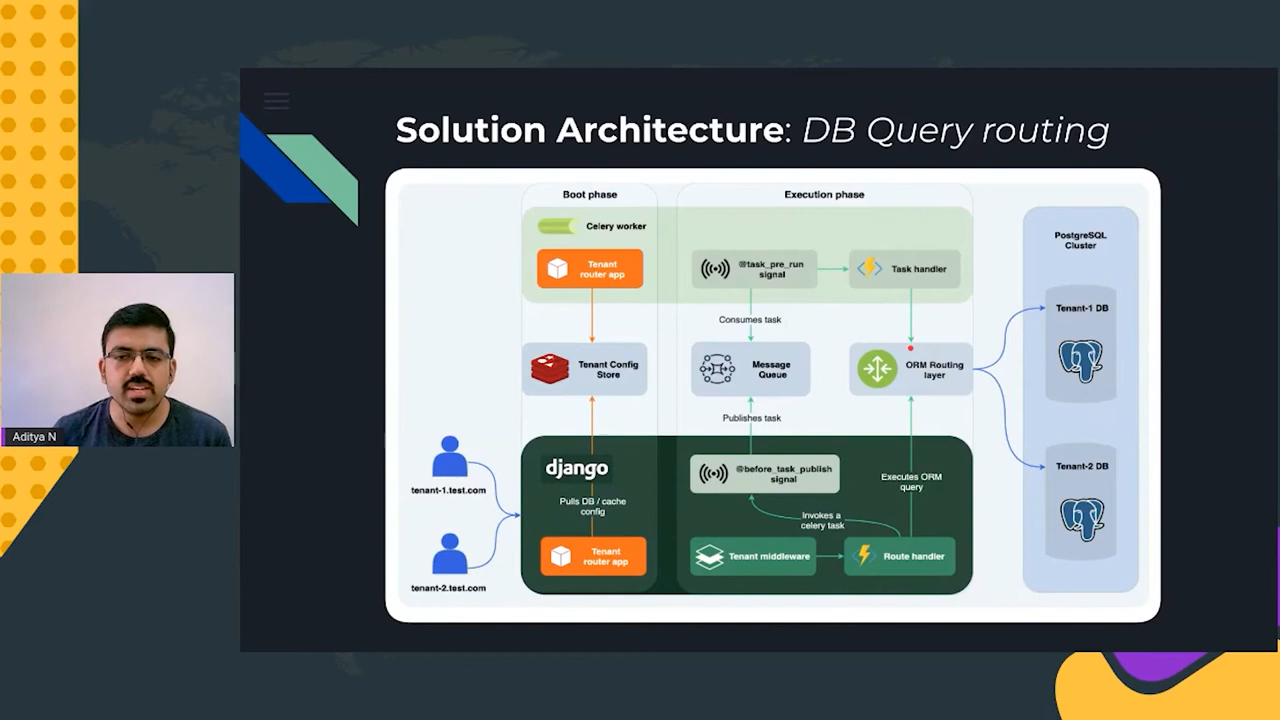 Solution Architecture: DB Query routing
Boot phase
Execution phase
Celery worker
Tenant
router app
@task_pre_run
signal
Task handler
PostgreSQL
Cluster
Consumes task
Tenant-1 DB
Tenant Config
Store
Message
Queue
ORM Routing
layer
Publishes task
Aditya N
django
@before_task_publish
signal
Executes ORM
query
Tenant-2 DB
tenant-1.test.com
Pulls DB / cache
config
Invokes a
celery task
Tenant
router app
Tenant middleware
Route handler
tenant-2.test.com